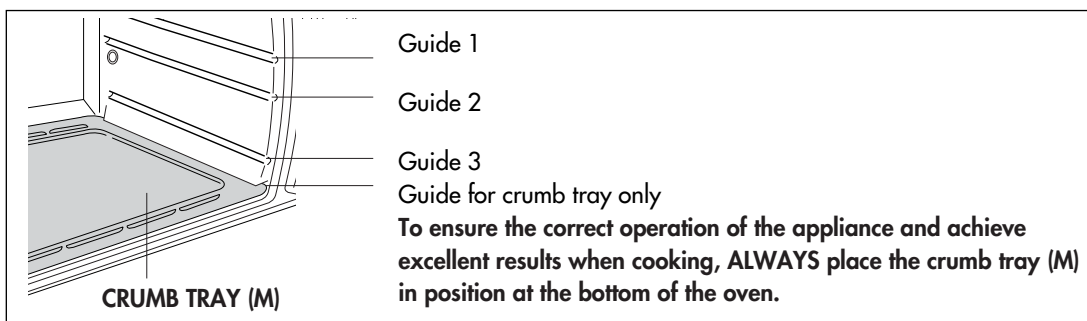 Guide 1
Guide 2
Guide 3
Guide for crumb tray only
To ensure the correct operation of the appliance and achieve
excellent results when cooking, ALWAYS place the crumb tray (M)
in position at the bottom of the oven.
CRUMB TRAY (M)